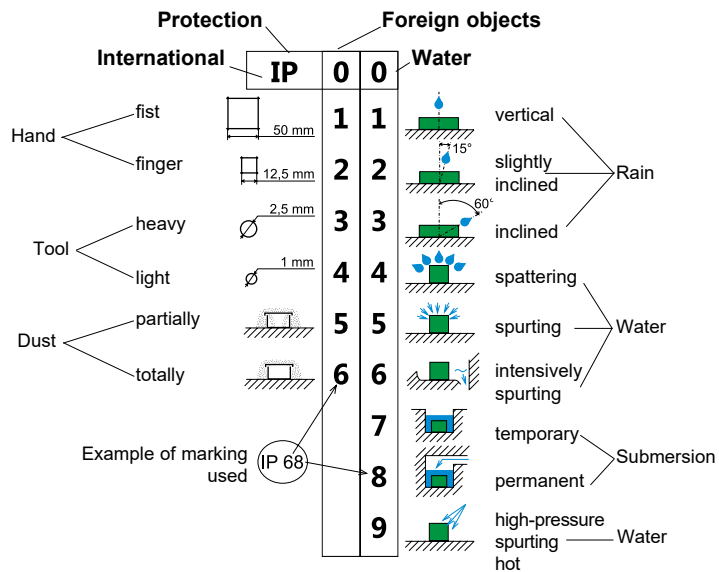 Protection
Foreign objects
International
IP
0
0
Water
Hand
fist
50 mm
1
1
vertical
finger
12,5 mm
2
2
15°
slightly
inclined
Rain
Tool
heavy
2,5 mm
3
3
60°
inclined
light
1 mm
4
4
spattering
Dust
partially
5
5
spurting
Water
totally
6
6
intensively
spurting
7
temporary
Example of marking
used
IP 68
8
permanent
Submersion
9
high-pressure
spurting
hot
Water